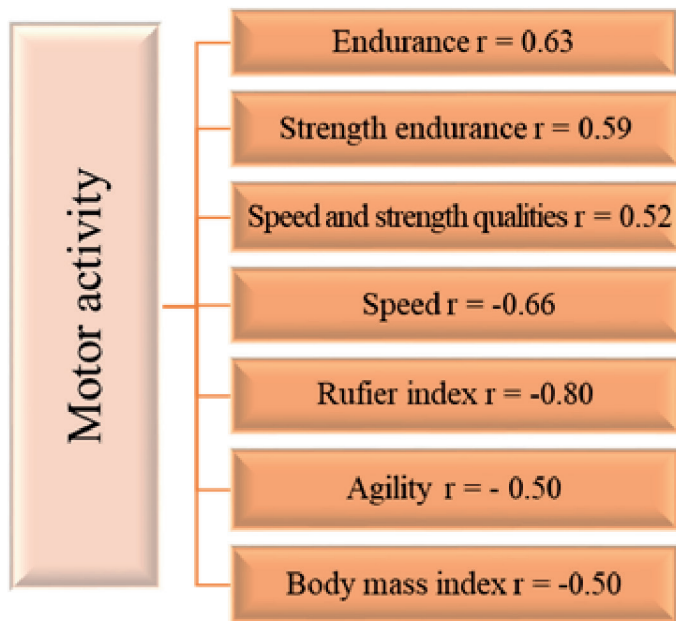 Motor activity
Endurance r = 0.63
Strength endurance r = 0.59
Speed and strength qualities r = 0.52
Speed r = -0.66
Rufier index r = -0.80
Agility r = - 0.50
Body mass index r = -0.50